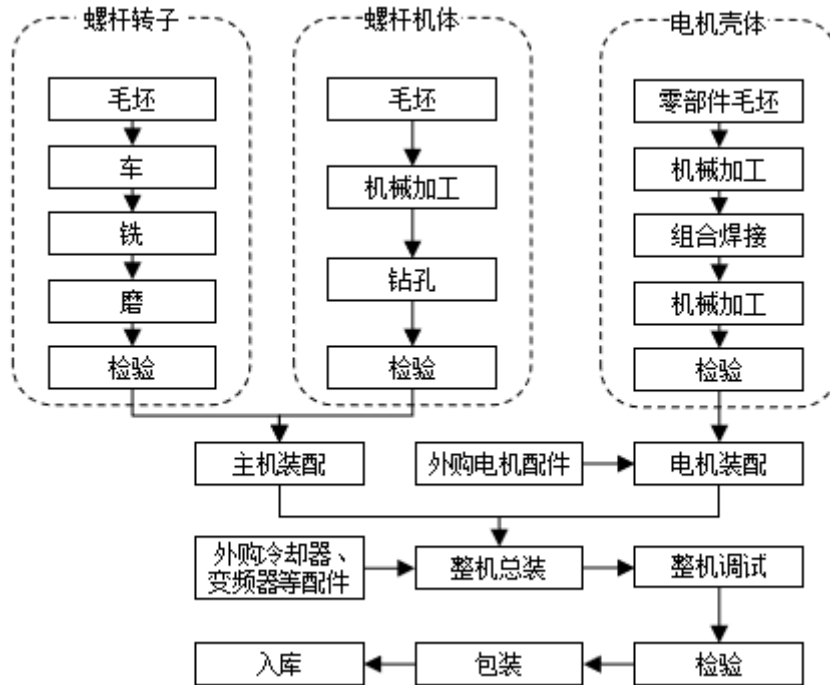 螺杆转子
毛坯
车
铣
磨
检验
螺杆机体
毛坯
机械加工
钻孔
检验
电机壳体
零部件毛坯
机械加工
组合焊接
机械加工
检验
主机装配
外购电机配件
电机装配
外购冷却器、
变频器等配件
整机总装
整机调试
入库
包装
检验